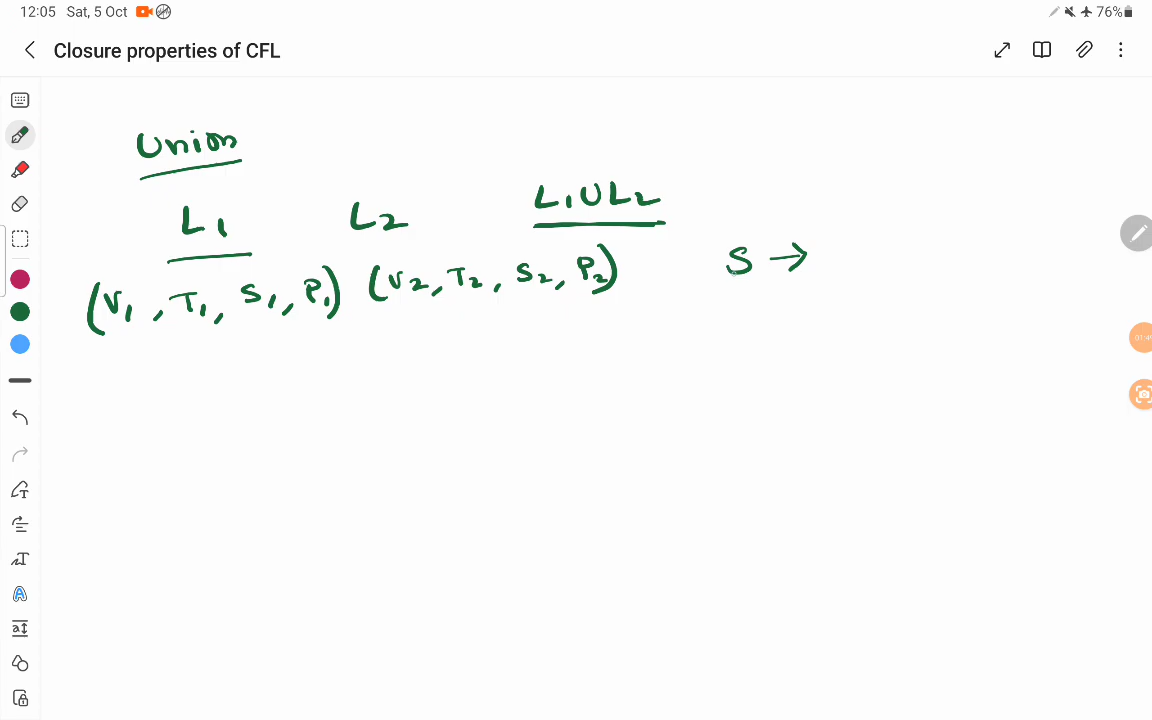 12:05 Sat, 5 Oct 76%
Closure properties of CFL
Union
L1 L2 L1UL2
(V1, T1, S1, P1) (V2, T2, S2, P2) S →